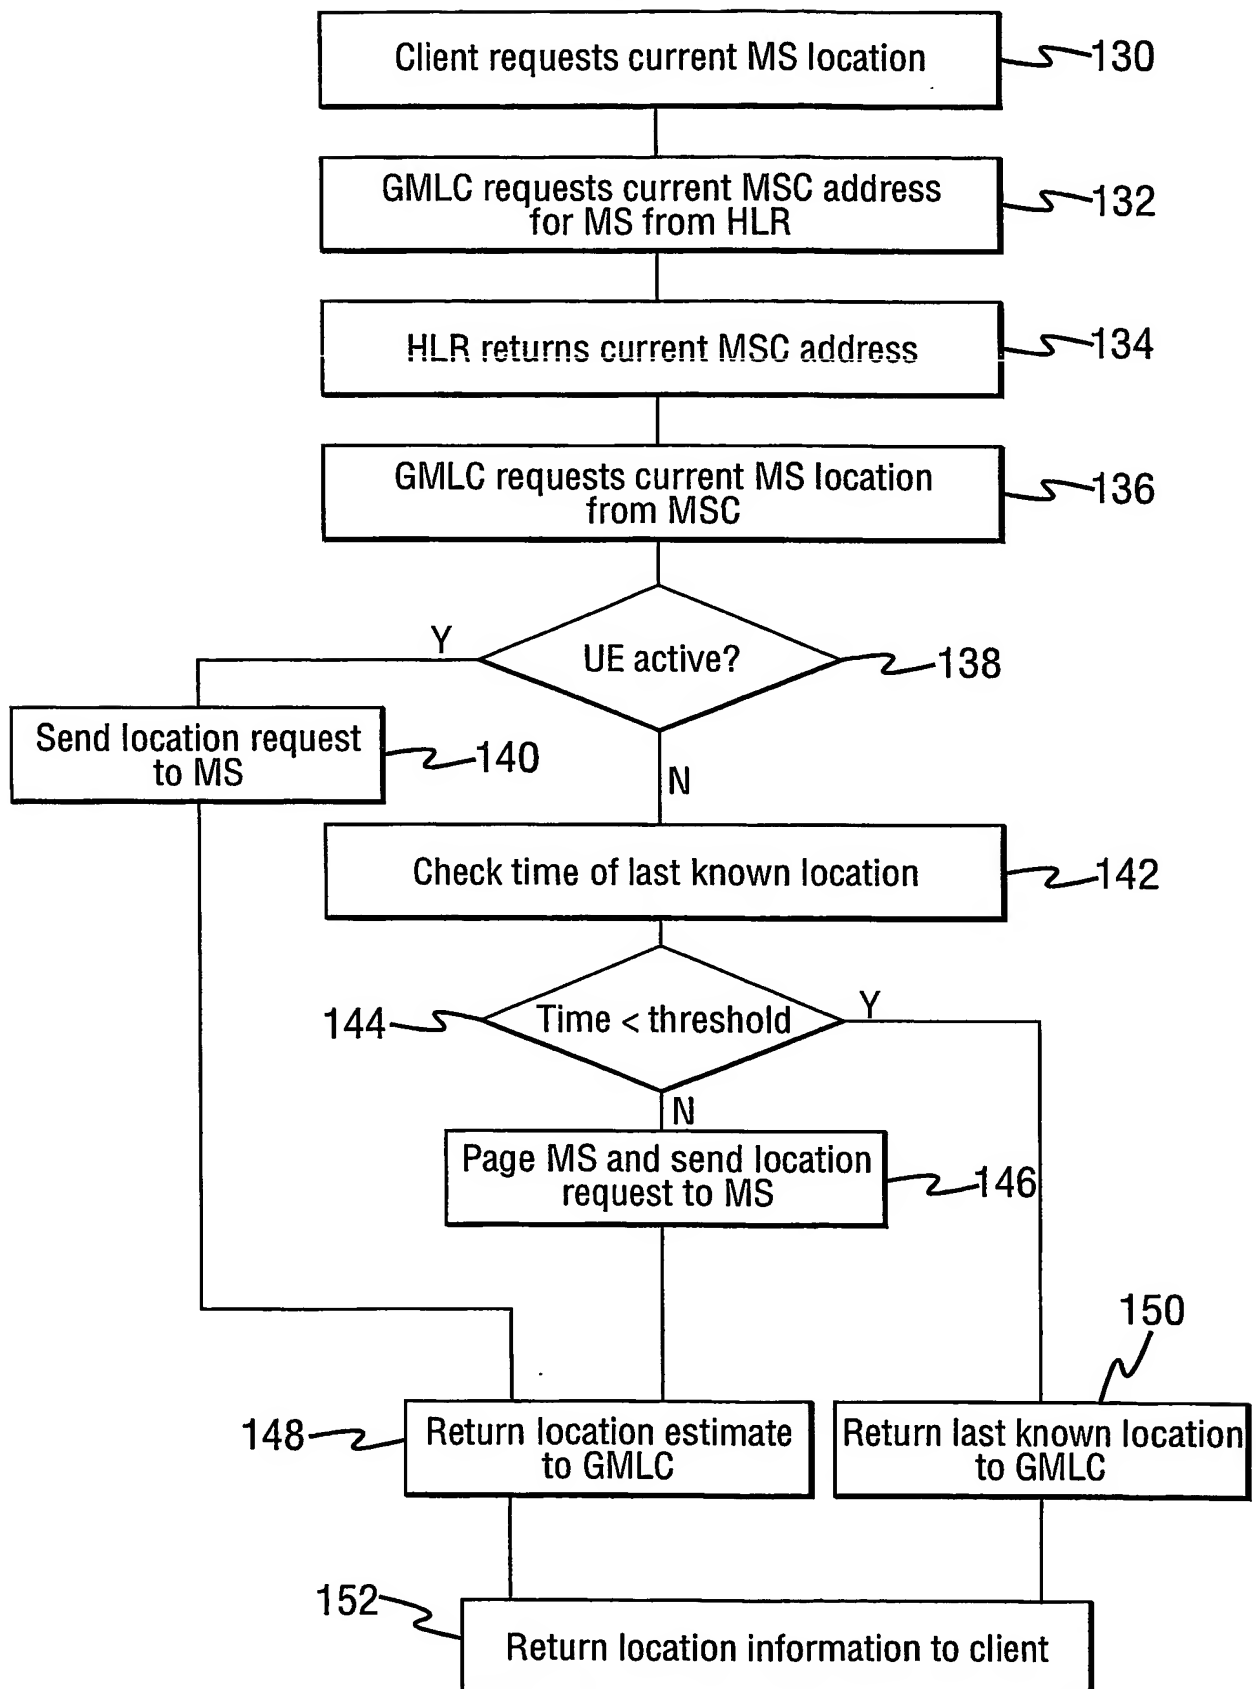 Client requests current MS location
130
GMLC requests current MSC address
for MS from HLR
132
HLR returns current MSC address
134
GMLC requests current MS location
from MSC
136
Y
UE active?
138
Send location request
to MS
140
N
Check time of last known location
142
144
Time < threshold
Y
N
Page MS and send location
request to MS
146
150
148
Return location estimate
to GMLC
Return last known location
to GMLC
152
Return location information to client